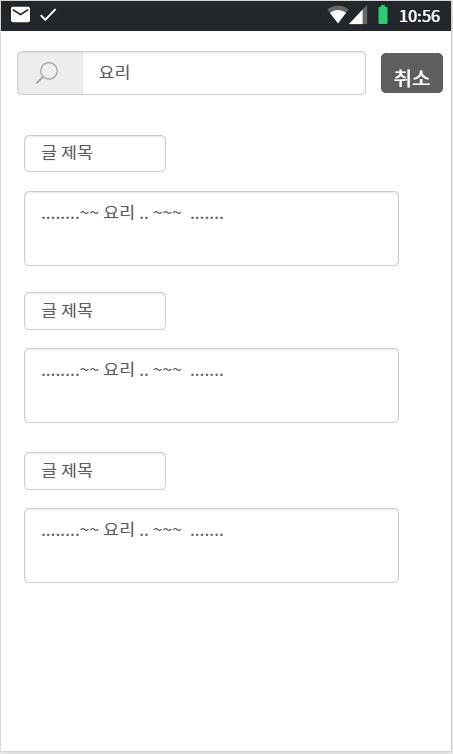 10:56
요리
취소
글 제목
........~~ 요리 .. ~~~ .......
글 제목
........~~ 요리 .. ~~~ .......
글 제목
........~~ 요리 .. ~~~ .......